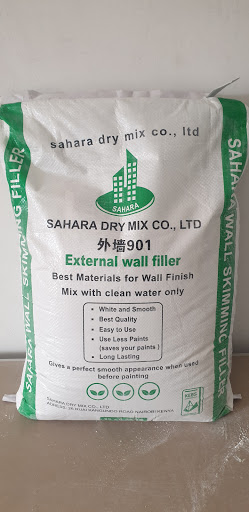 sahara dry mix co., ltd
SAHARA
SAHARA DRY MIX CO., LTD
外墙901
External wall filler
Best Materials for Wall Finish
Mix with clean water only
• White and Smooth
• Best Quality
• Easy to Use
• Use Less Paints
(saves your paints )
• Long Lasting
Gives a perfect smooth appearance when used
before painting
SAHARA DRY MIX CO., LTD
SAHARA WALL SKIMMING FILLER
SAHARA WALL SKIMMING FILLER